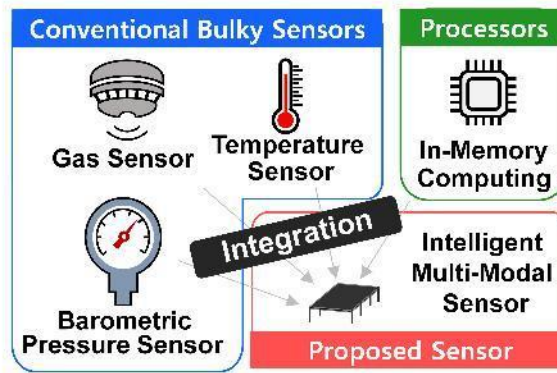 Conventional Bulky Sensors
Processors
Gas Sensor
Temperature
Sensor
In-Memory
Computing
Integration
Barometric
Pressure Sensor
Intelligent
Multi-Modal
Sensor
Proposed Sensor